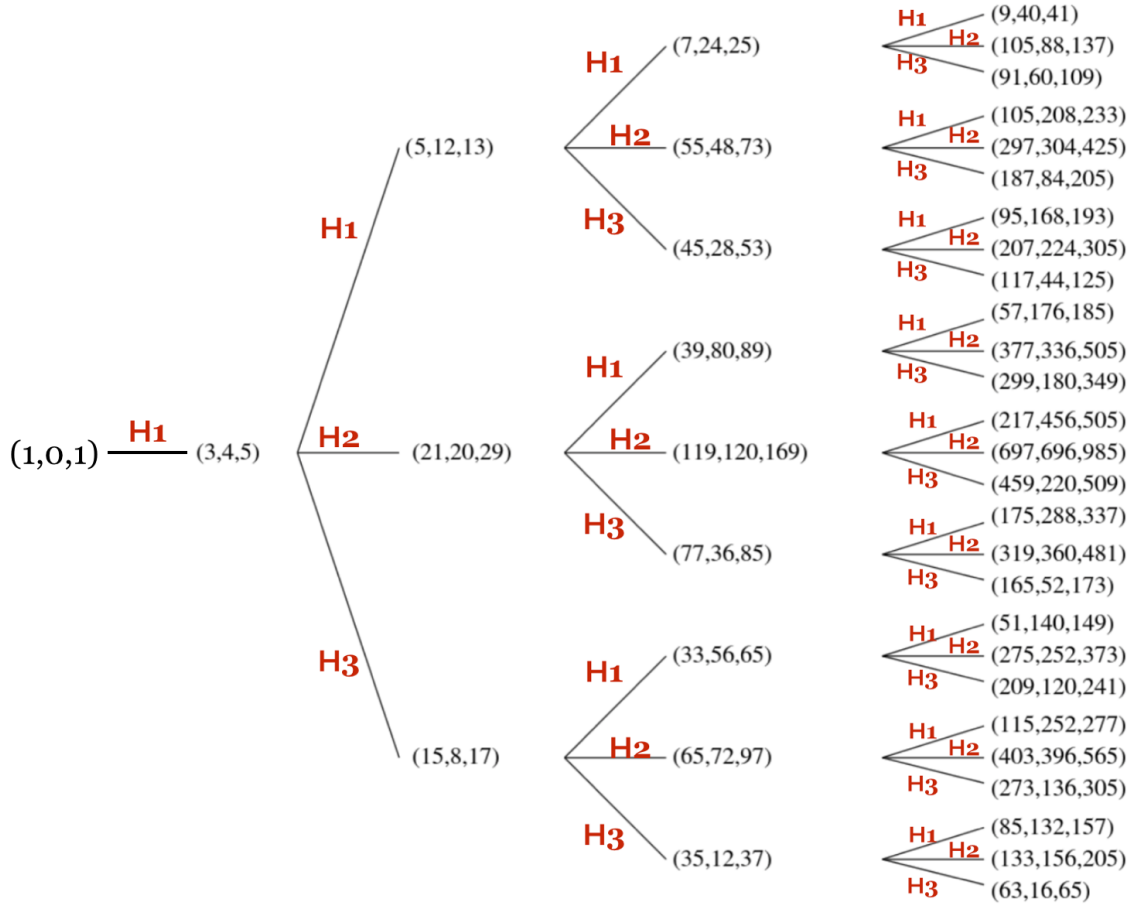 H1 (9,40,41)
(7,24,25) H2 (105,88,137)
H1 H3 (91,60,109)
H1 (105,208,233)
(5,12,13) H2 (55,48,73) H2 (297,304,425)
H3 (187,84,205)
H3 H1 (95,168,193)
H1 (45,28,53) H2 (207,224,305)
H3 (117,44,125)
H1 (57,176,185)
(39,80,89) H2 (377,336,505)
H1 H3 (299,180,349)
H1 (217,456,505)
(1,0,1) H1 (3,4,5) H2 (21,20,29) H2 (119,120,169) H2 (697,696,985)
H3 (459,220,509)
H3 H1 (175,288,337)
(77,36,85) H2 (319,360,481)
H3 (165,52,173)
H1 (51,140,149)
H3 (33,56,65) H2 (275,252,373)
H1 H3 (209,120,241)
H1 (115,252,277)
(15,8,17) H2 (65,72,97) H2 (403,396,565)
H3 (273,136,305)
H3 H1 (85,132,157)
(35,12,37) H2 (133,156,205)
H3 (63,16,65)